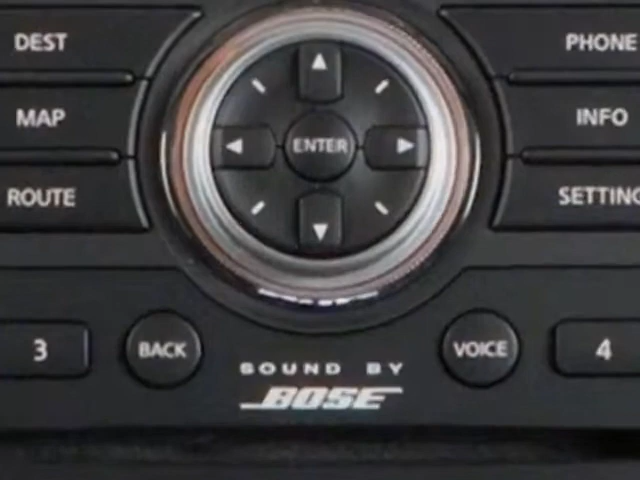 DEST
PHONE
MAP
ENTER
INFO
ROUTE
SETTING
3
BACK
SOUND BY
BOSE
VOICE
4